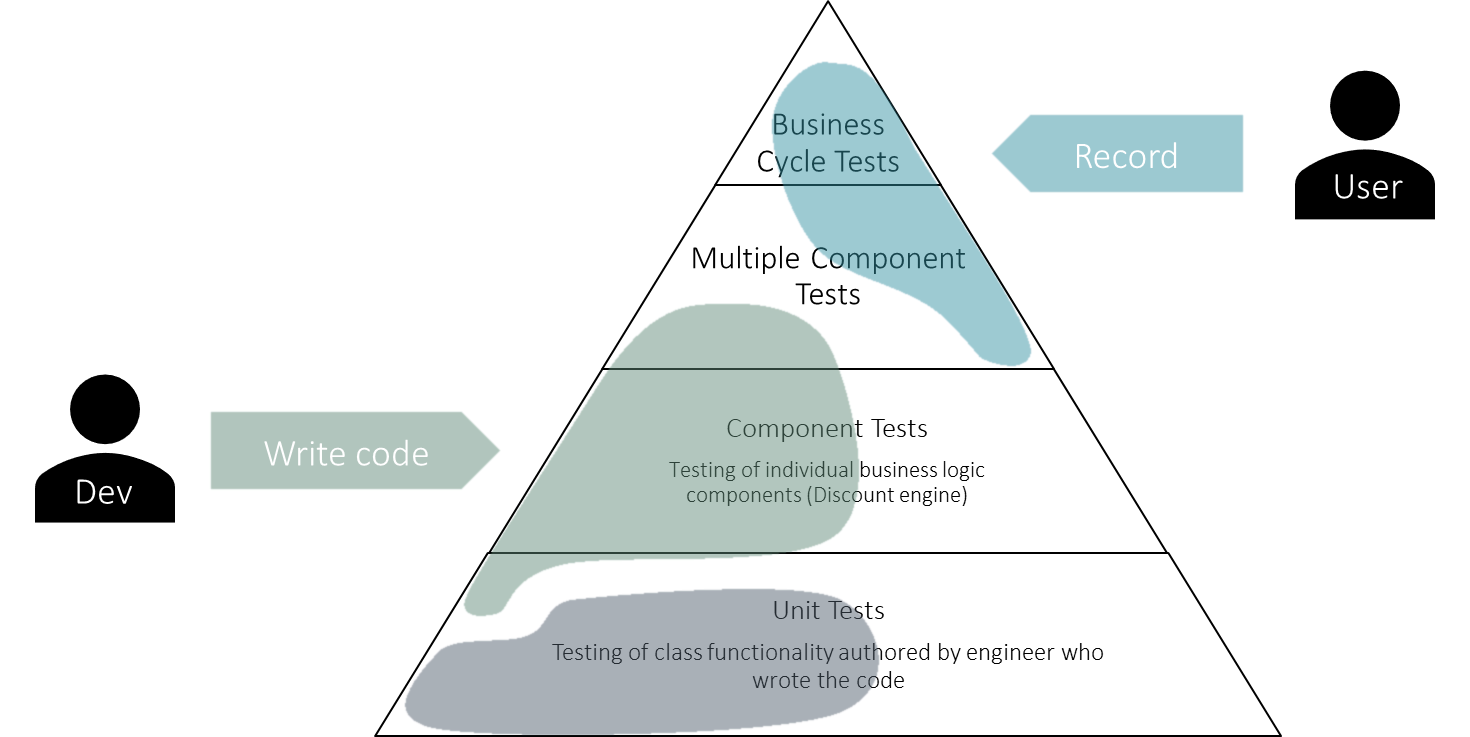 Business
Cycle Tests
Record
User
Multiple Component
Tests
Write code
Dev
Component Tests
Testing of individual business logic
components (Discount engine)
Unit Tests
Testing of class functionality authored by engineer who
wrote the code